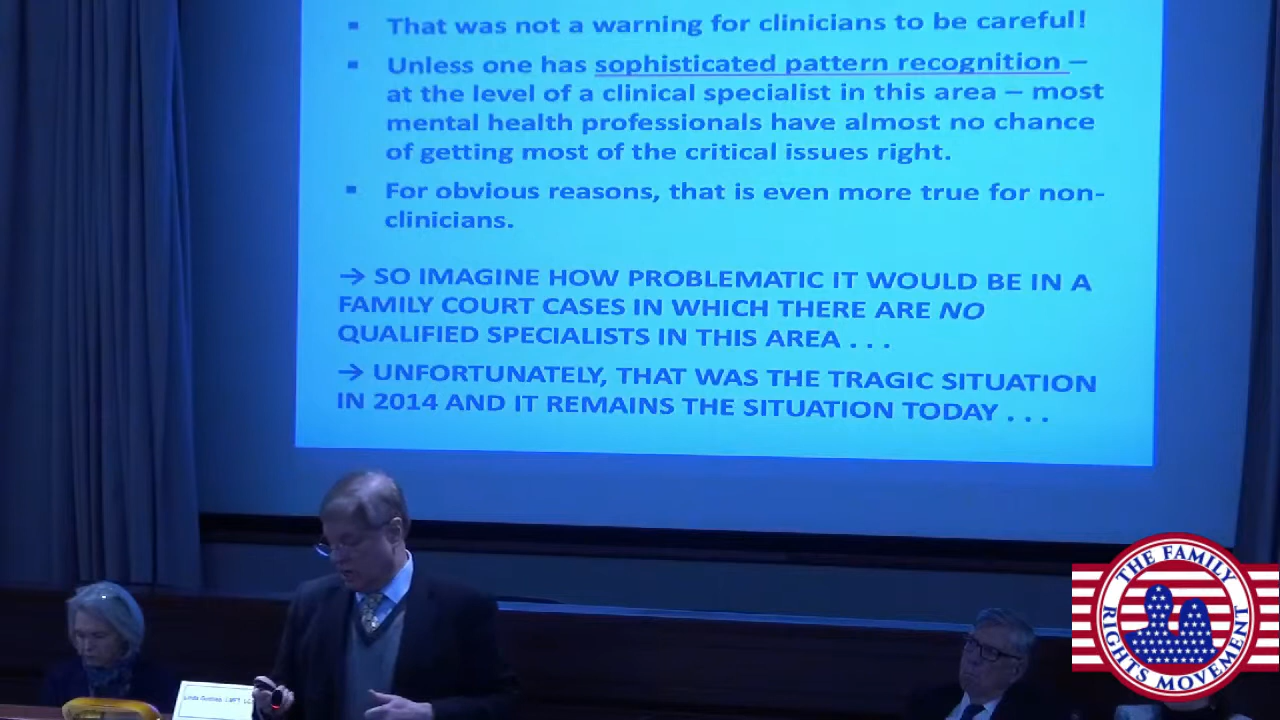 ▪ That was not a warning for clinicians to be careful!
▪ Unless one has sophisticated pattern recognition –
at the level of a clinical specialist in this area – most
mental health professionals have almost no chance
of getting most of the critical issues right.
▪ For obvious reasons, that is even more true for non-
clinicians.
→ SO IMAGINE HOW PROBLEMATIC IT WOULD BE IN A
FAMILY COURT CASES IN WHICH THERE ARE NO
QUALIFIED SPECIALISTS IN THIS AREA . . .
→ UNFORTUNATELY, THAT WAS THE TRAGIC SITUATION
IN 2014 AND IT REMAINS THE SITUATION TODAY . . .
Linda
THE FAMILY
RIGHTS MOVEMENT